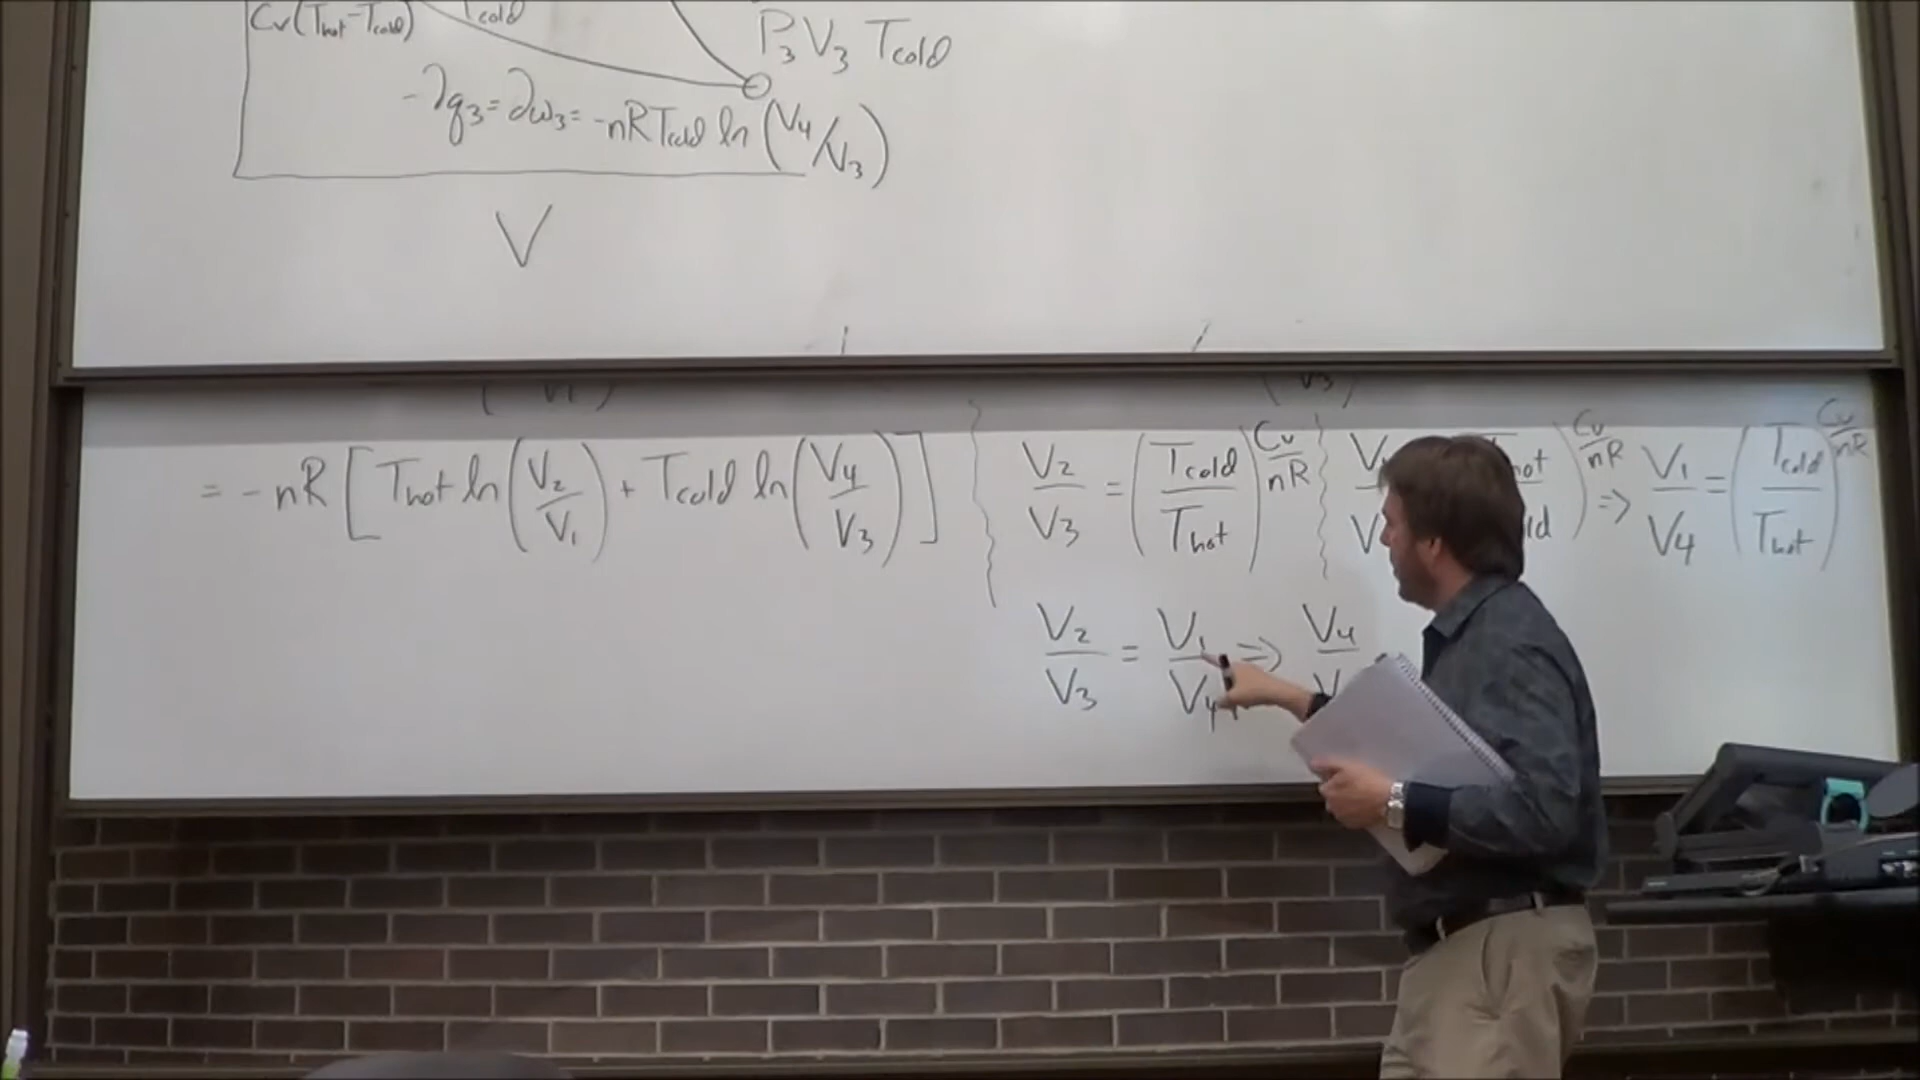 Cv(Thot-Tcold) Tcold
P3 V3 Tcold
-∂q3 = ∂w3 = -nRTcold ln (V4/V3)
V
V1 V3
= -nR [ Thot ln (V2/V1) + Tcold ln (V4/V3) ]
V2/V3 = (Tcold/Thot)^(Cv/nR)
)^(Cv/nR) => V1/V4 = (Tcold/Thot)^(Cv/nR)
V2/V3 = V1/V4 => V4